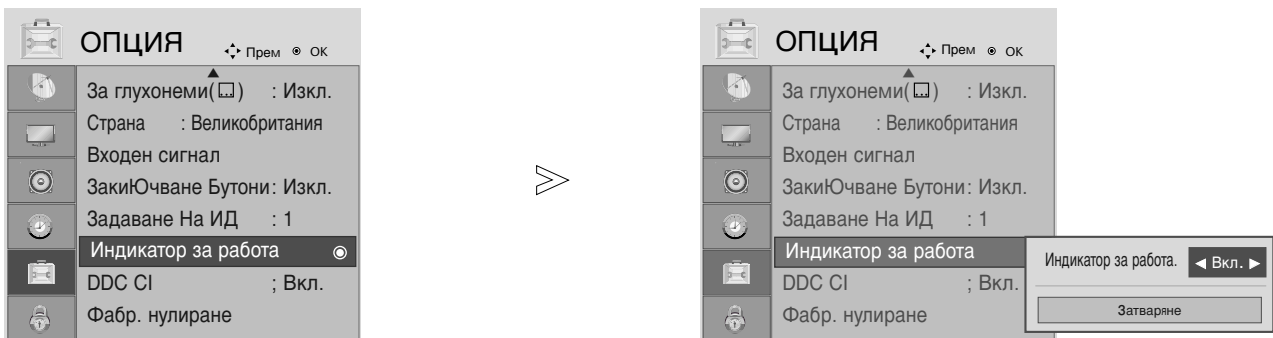 ОПЦИЯ Прем ОК
За глухонеми( ) : Изкл.
Страна : Великобритания
Входен сигнал
ЗакиЮчване Бутони : Изкл.
Задаване На ИД : 1
Индикатор за работа
DDC CI ; Вкл.
Фабр. нулиране
ОПЦИЯ Прем ОК
За глухонеми( ) : Изкл.
Страна : Великобритания
Входен сигнал
ЗакиЮчване Бутони : Изкл.
Задаване На ИД : 1
Индикатор за работа
DDC CI ; Вкл.
Фабр. нулиране
Индикатор за работа. ◄ Вкл. ►
Затваряне